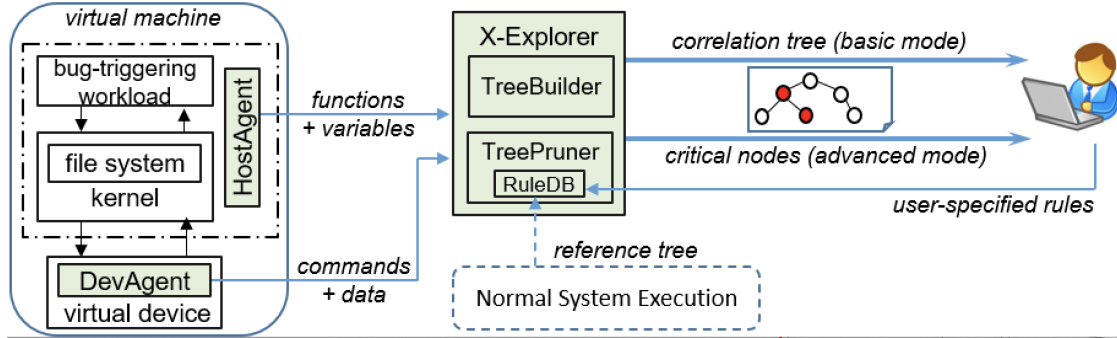 virtual machine
bug-triggering
workload
file system
kernel
HostAgent
DevAgent
virtual device
functions
+ variables
commands
+ data
X-Explorer
TreeBuilder
TreePruner
RuleDB
correlation tree (basic mode)
critical nodes (advanced mode)
user-specified rules
reference tree
Normal System Execution